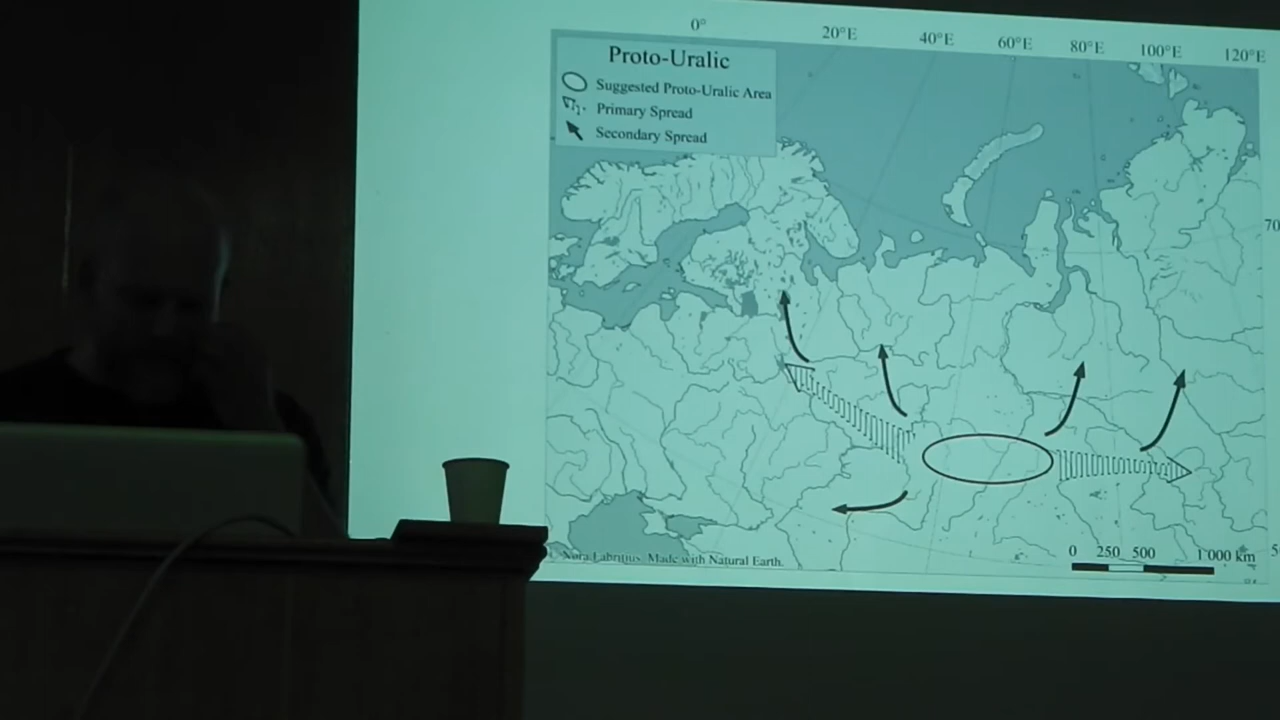 0° 20°E 40°E 60°E 80°E 100°E 120°E
Proto-Uralic
Suggested Proto-Uralic Area
Primary Spread
Secondary Spread
70
© Nora Fabritius. Made with Natural Earth.
0 250 500 1 000 km